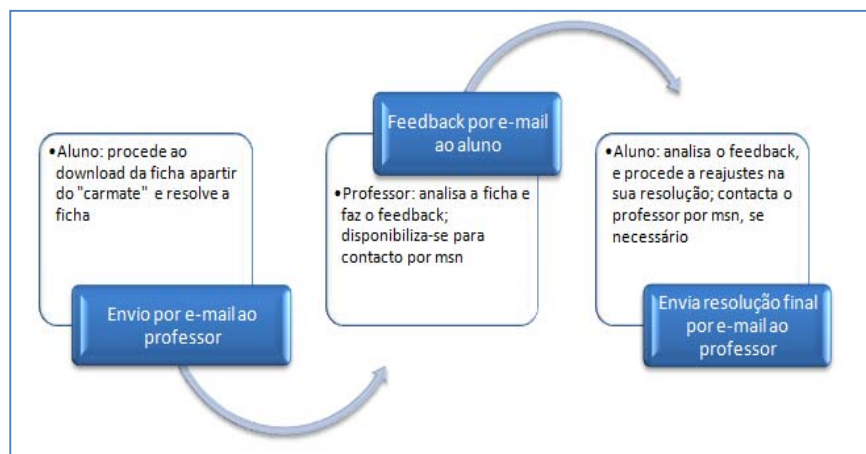 •Aluno: procede ao
download da ficha apartir
do "carmate" e resolve a
ficha
Envio por e-mail ao
professor
Feedback por e-mail
ao aluno
•Professor: analisa a ficha e
faz o feedback;
disponibiliza-se para
contacto por msn
•Aluno: analisa o feedback,
e procede a reajustes na
sua resolução; contacta o
professor por msn, se
necessário
Envia resolução final
por e-mail ao
professor